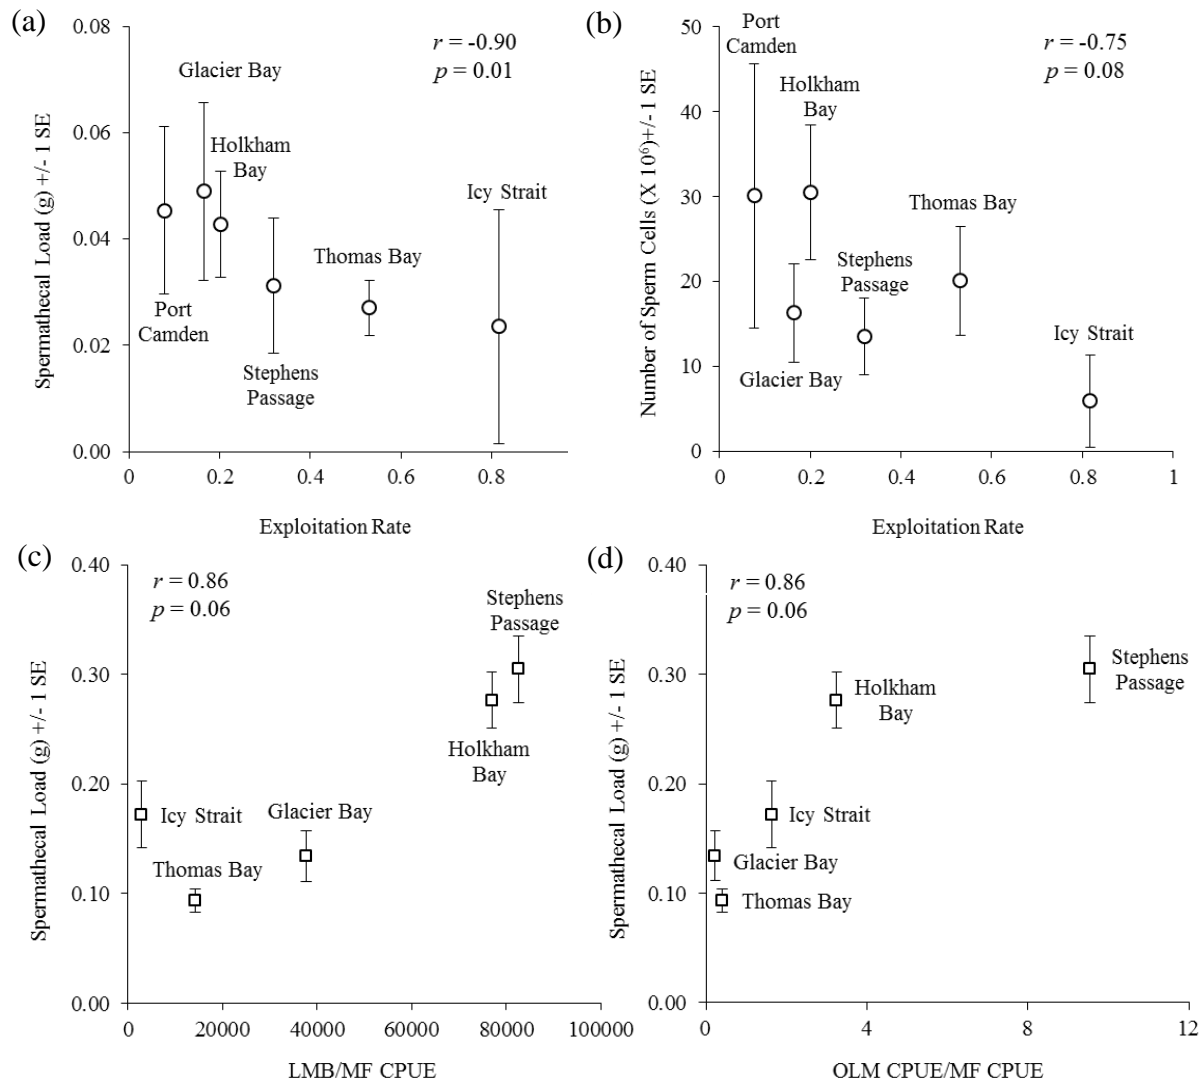 (a)
Spermathecal Load (g) +/- 1 SE
0.08
0.06
0.04
0.02
0.00
r = -0.90
p = 0.01
Glacier Bay
Holkham
Bay
Icy Strait
Thomas Bay
Port
Camden
Stephens
Passage
0
0.2
0.4
0.6
0.8
Exploitation Rate
(b)
Number of Sperm Cells (X 10⁶)+/- 1 SE
50
40
30
20
10
0
Port
Camden
r = -0.75
p = 0.08
Holkham
Bay
Thomas Bay
Stephens
Passage
Icy Strait
Glacier Bay
0
0.2
0.4
0.6
0.8
1
Exploitation Rate
(c)
Spermathecal Load (g) +/- 1 SE
0.40
0.30
0.20
0.10
0.00
r = 0.86
p = 0.06
Stephens
Passage
Holkham
Bay
Icy Strait
Glacier Bay
Thomas Bay
0
20000
40000
60000
80000
100000
LMB/MF CPUE
(d)
Spermathecal Load (g) +/- 1 SE
0.40
0.30
0.20
0.10
0.00
r = 0.86
p = 0.06
Stephens
Passage
Holkham
Bay
Icy Strait
Glacier Bay
Thomas Bay
0
4
8
12
OLM CPUE/MF CPUE